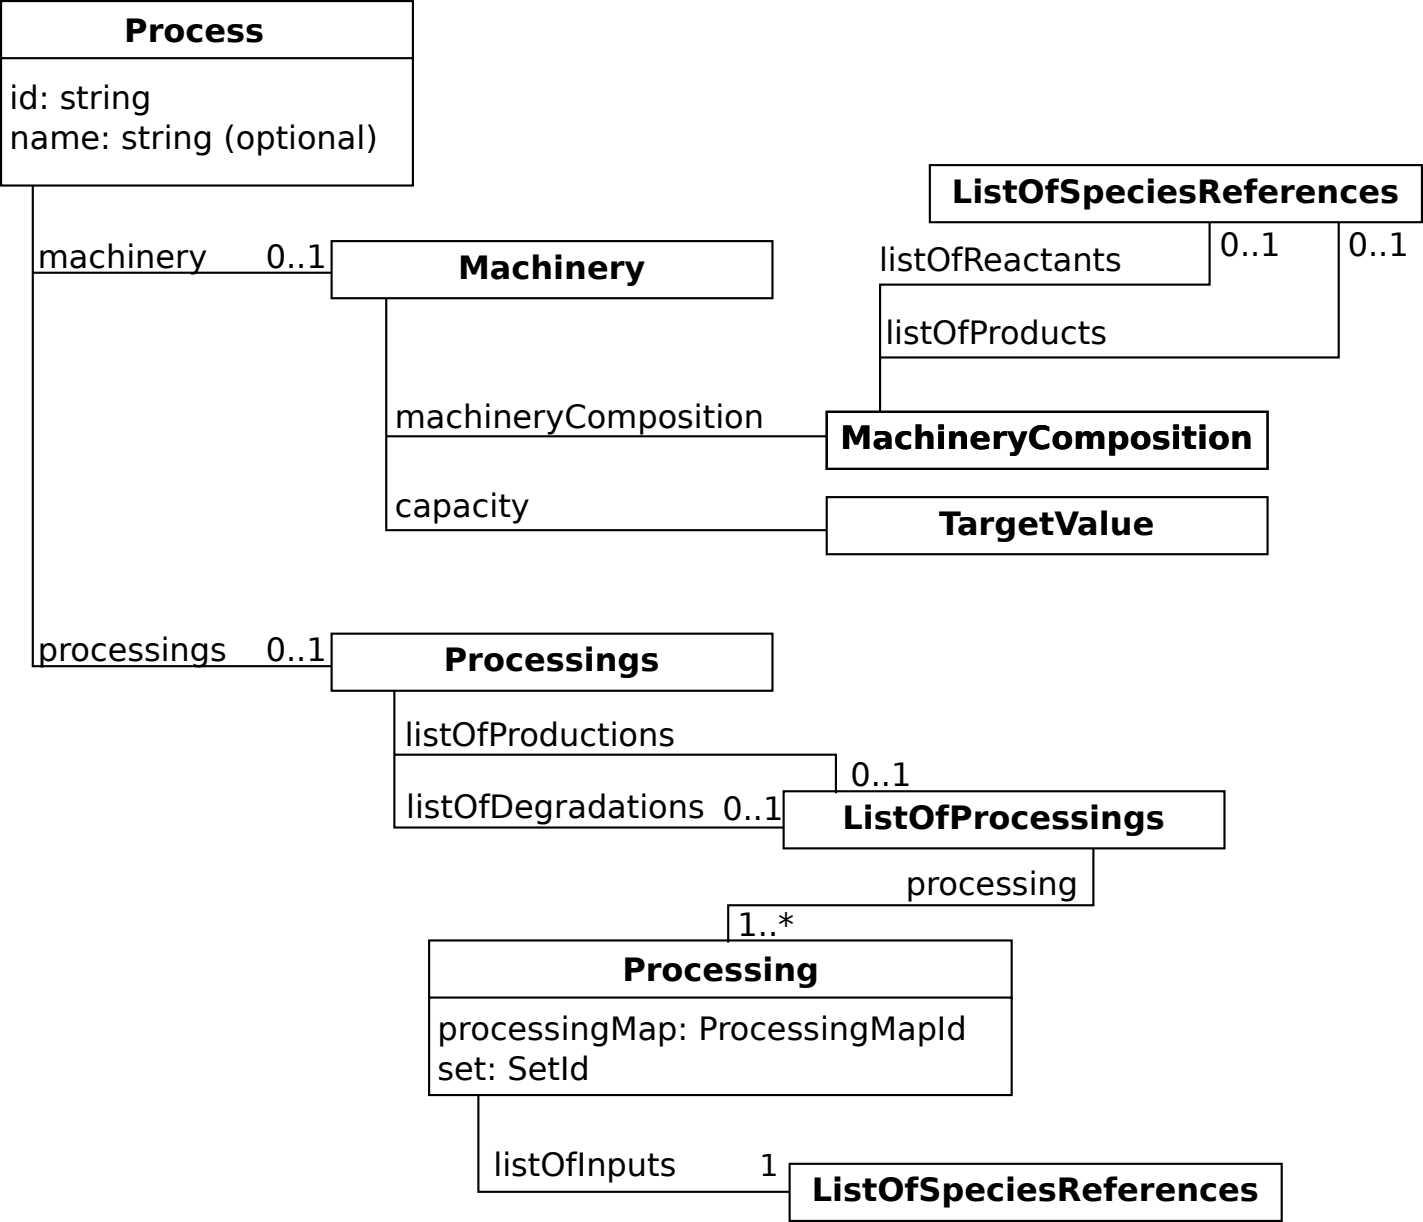 Process
id: string
name: string (optional)
ListOfSpeciesReferences
machinery 0..1
Machinery
listOfReactants
0..1
0..1
listOfProducts
machineryComposition
MachineryComposition
capacity
TargetValue
processings 0..1
Processings
listOfProductions
0..1
listOfDegradations 0..1
ListOfProcessings
processing
1..*
Processing
processingMap: ProcessingMapId
set: SetId
listOfInputs 1
ListOfSpeciesReferences